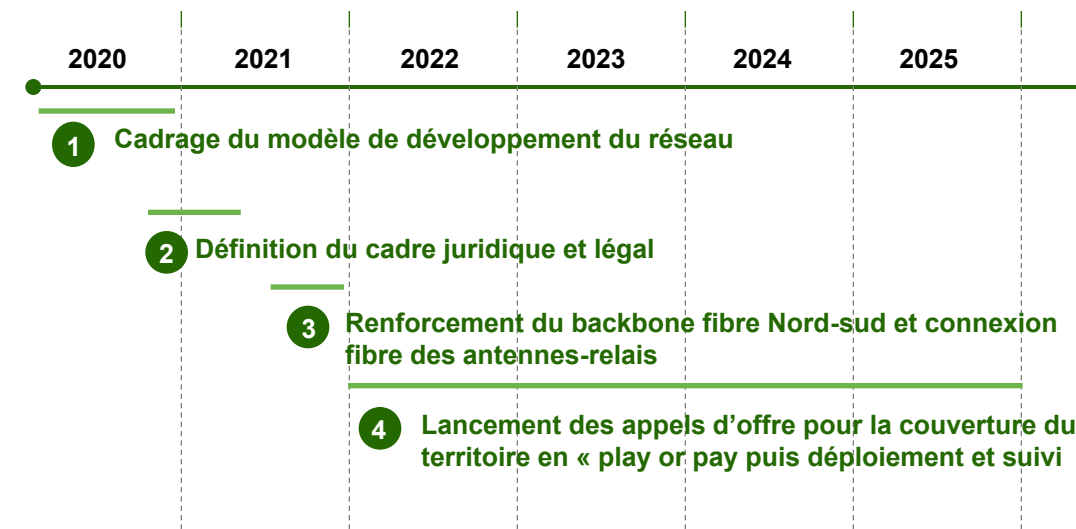 2020 2021 2022 2023 2024 2025
1 Cadrage du modèle de développement du réseau
2 Définition du cadre juridique et légal
3 Renforcement du backbone fibre Nord-sud et connexion
fibre des antennes-relais
4 Lancement des appels d’offre pour la couverture du
territoire en « play or pay puis déploiement et suivi